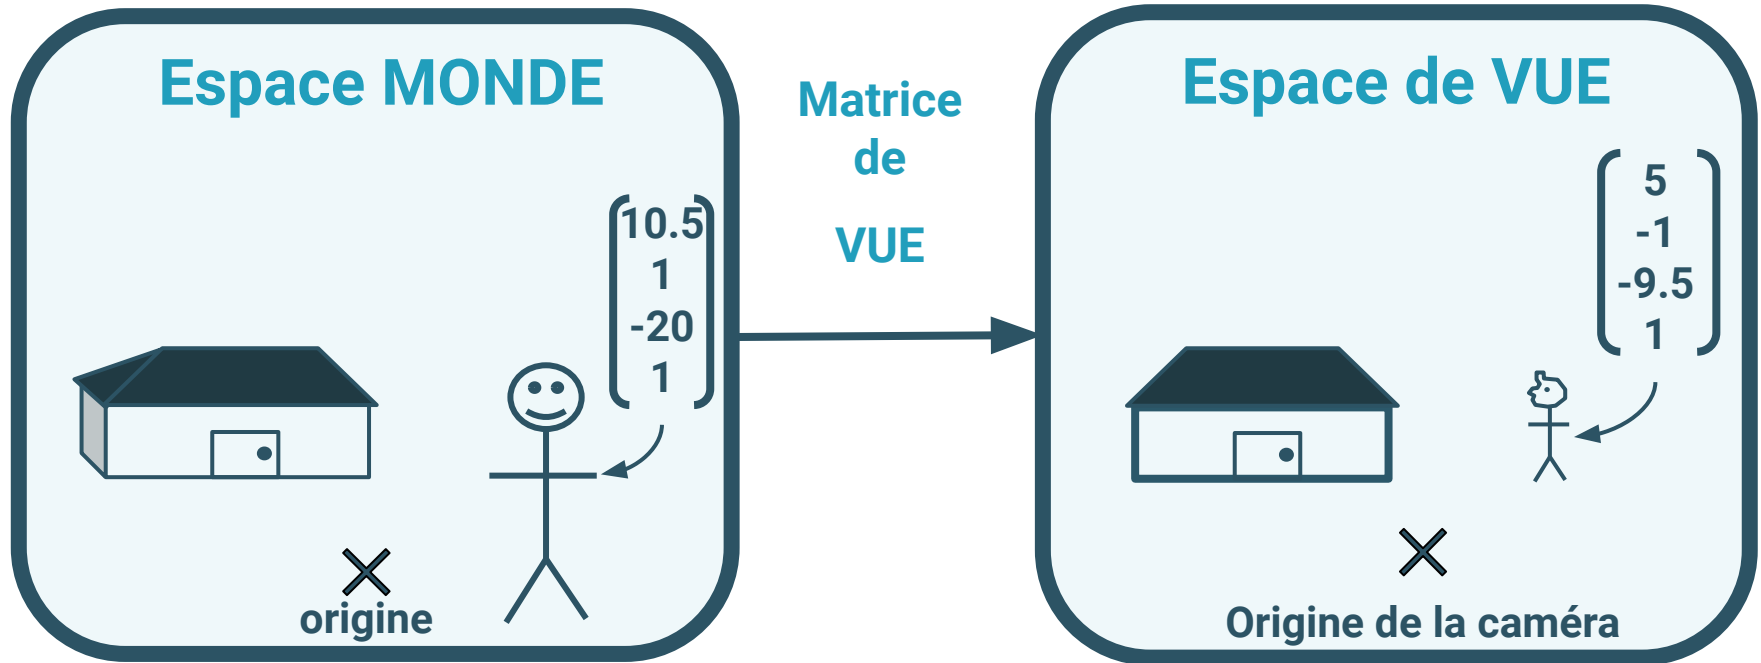 Espace MONDE
10.5
1
-20
1
origine
Matrice
de
VUE
Espace de VUE
5
-1
-9.5
1
Origine de la caméra